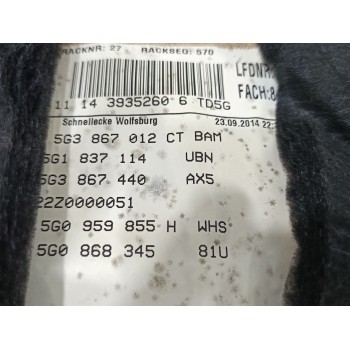 RACKNR: 27 RACKSEQ: 570
LFDNR
FACH:8
11 14 3935260 6 TD5G
Schnellecke Wolfsburg 23.09.2014 22:
5G3 867 012 CT BAM
5G1 837 114 UBN
5G3 867 440 AX5
22Z0000051
5G0 959 855 H WHS
5G0 868 345 81U